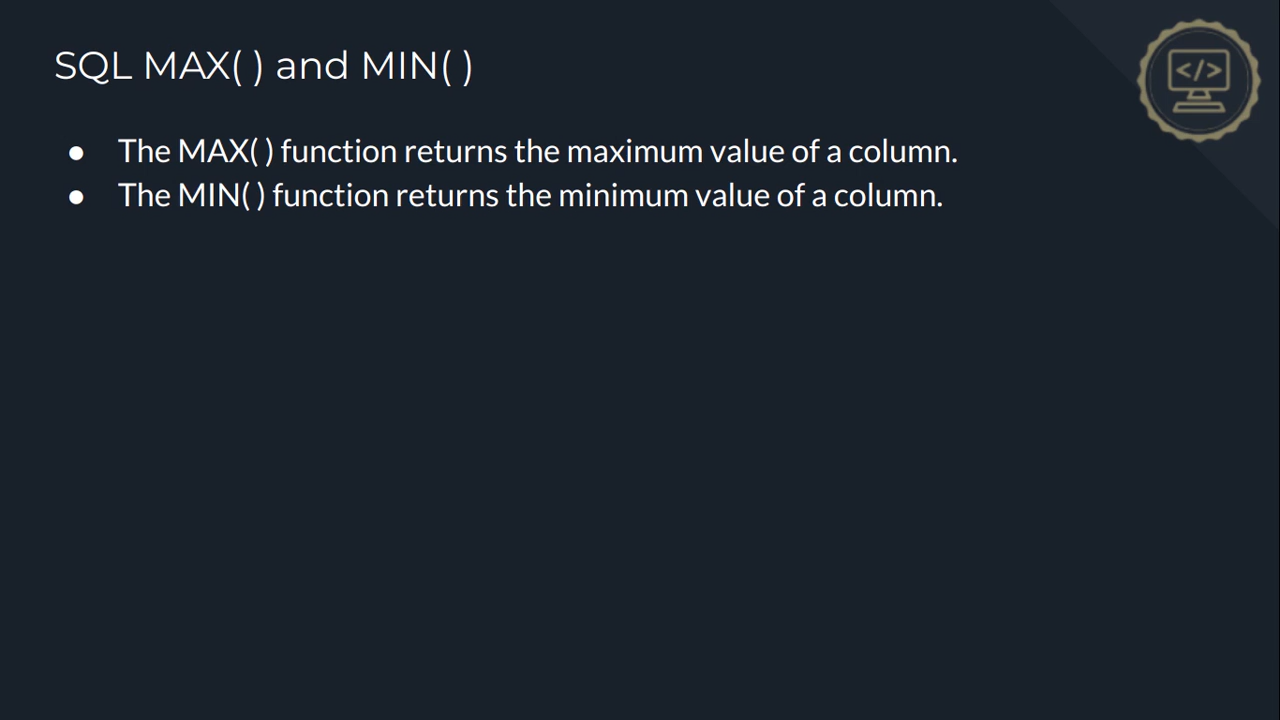 SQL MAX( ) and MIN( )
● The MAX( ) function returns the maximum value of a column.
● The MIN( ) function returns the minimum value of a column.
</>